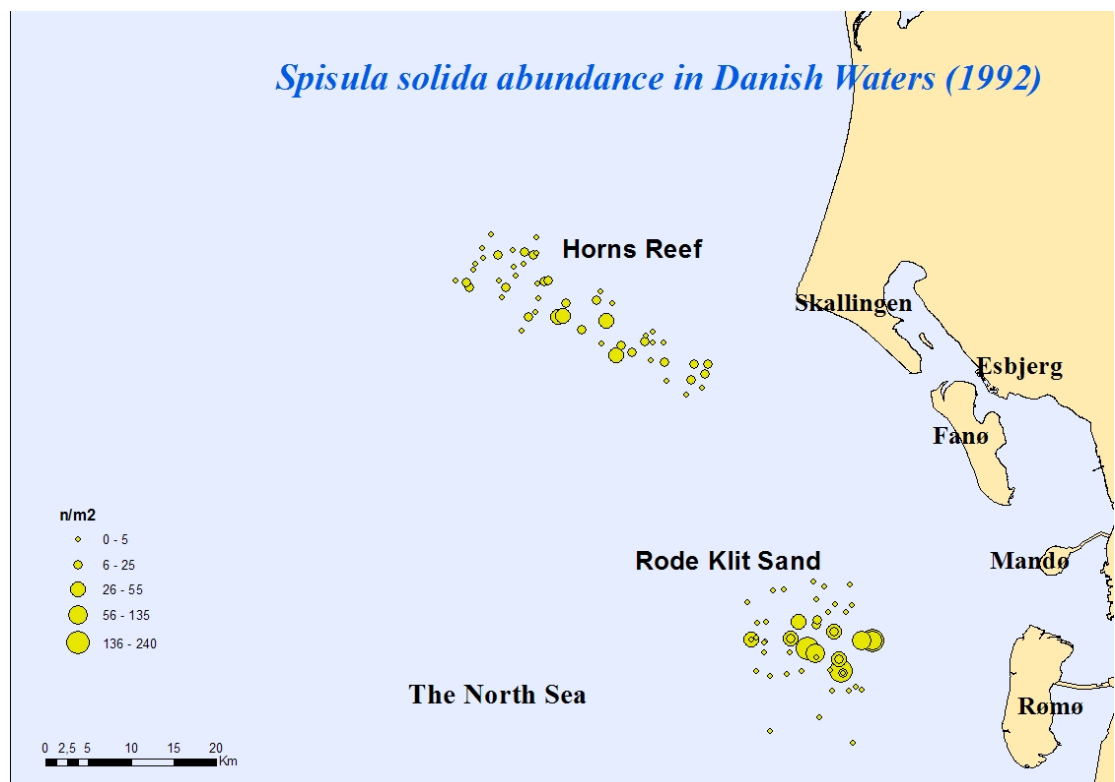 Spisula solida abundance in Danish Waters (1992)
Horns Reef
Skallingen
Esbjerg
Fanø
n/m2
0 - 5
6 - 25
26 - 55
56 - 135
136 - 240
Rode Klit Sand
Mandø
The North Sea
Rømø
0 2,5 5 10 15 20
Km